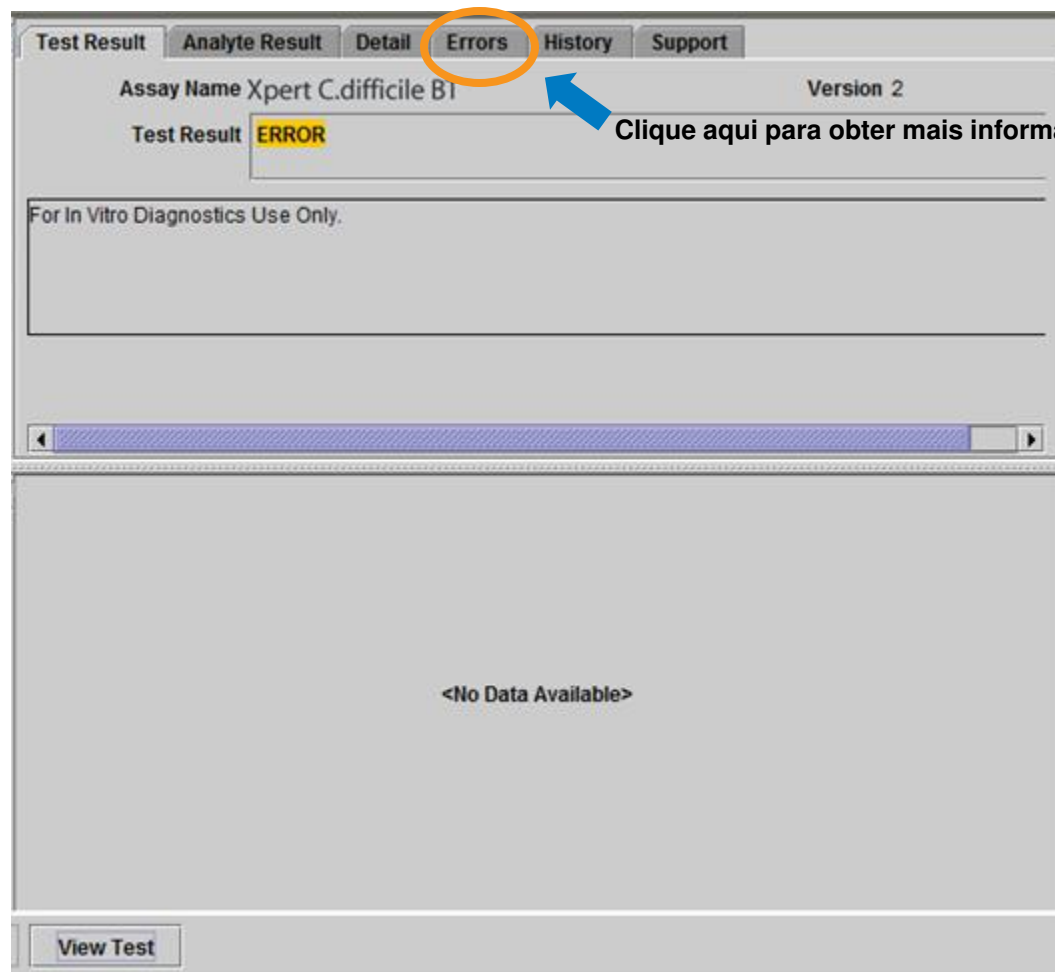 Test Result Analyte Result Detail Errors History Support
Assay Name Xpert C.difficile BT Version 2
Test Result ERROR
Clique aqui para obter mais
For In Vitro Diagnostics Use Only.
<No Data Available>
View Test